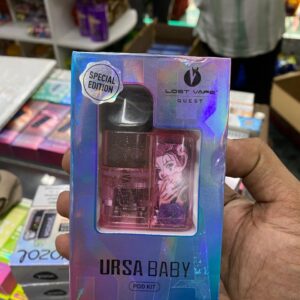 SPECIAL
EDITION
LOST VAPE
QUEST
URSA BABY
POD KIT